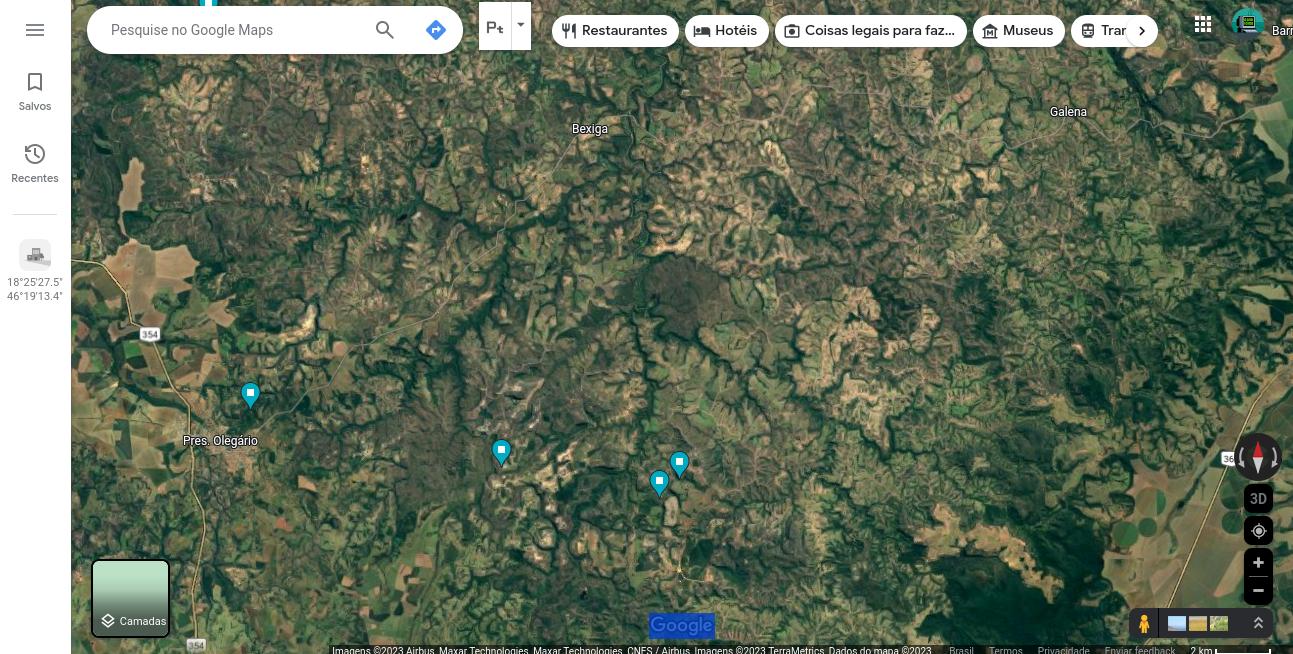 Pesquise no Google Maps
Pt
Restaurantes
Hotéis
Coisas legais para faz...
Museus
Tran
Barr
Salvos
Recentes
18°25'27.5"
46°19'13.4"
Bexiga
Galena
354
Pres. Olegário
36
3D
Camadas
Google
354
Imagens ©2023 Airbus, Maxar Technologies, Maxar Technologies, CNES / Airbus, Imagens ©2023 TerraMetrics, Dados do mapa ©2023
Brasil
Termos
Privacidade
Enviar feedback
2 km